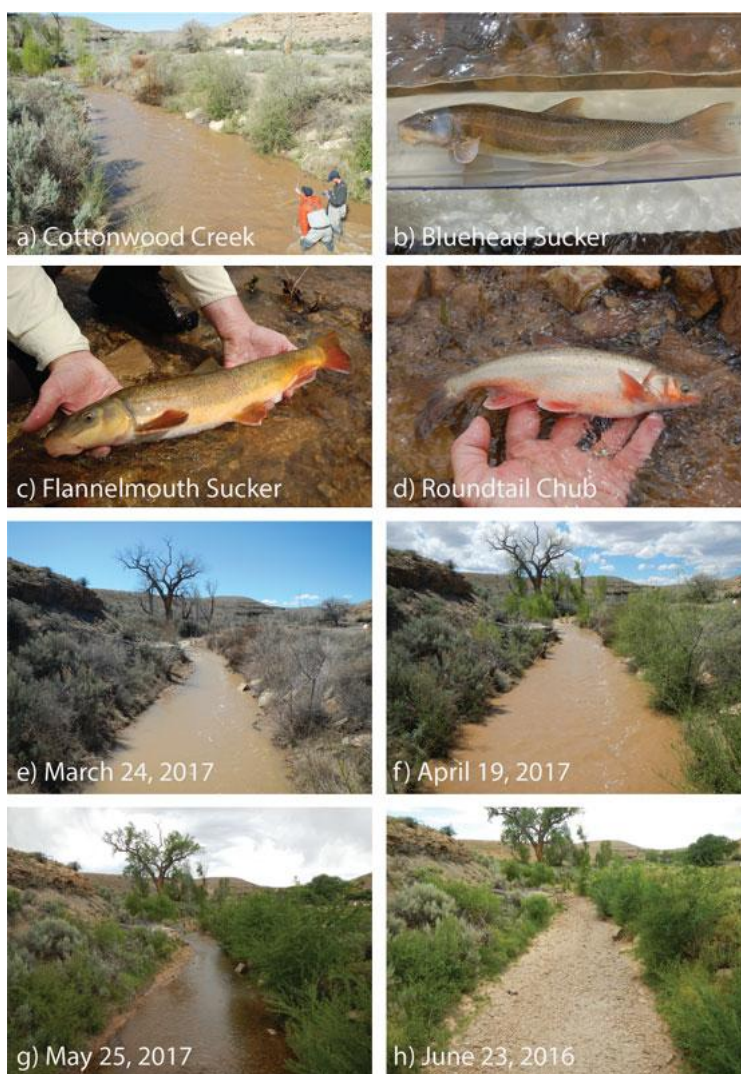 a) Cottonwood Creek
b) Bluehead Sucker
c) Flannelmouth Sucker
d) Roundtail Chub
e) March 24, 2017
f) April 19, 2017
g) May 25, 2017
h) June 23, 2016